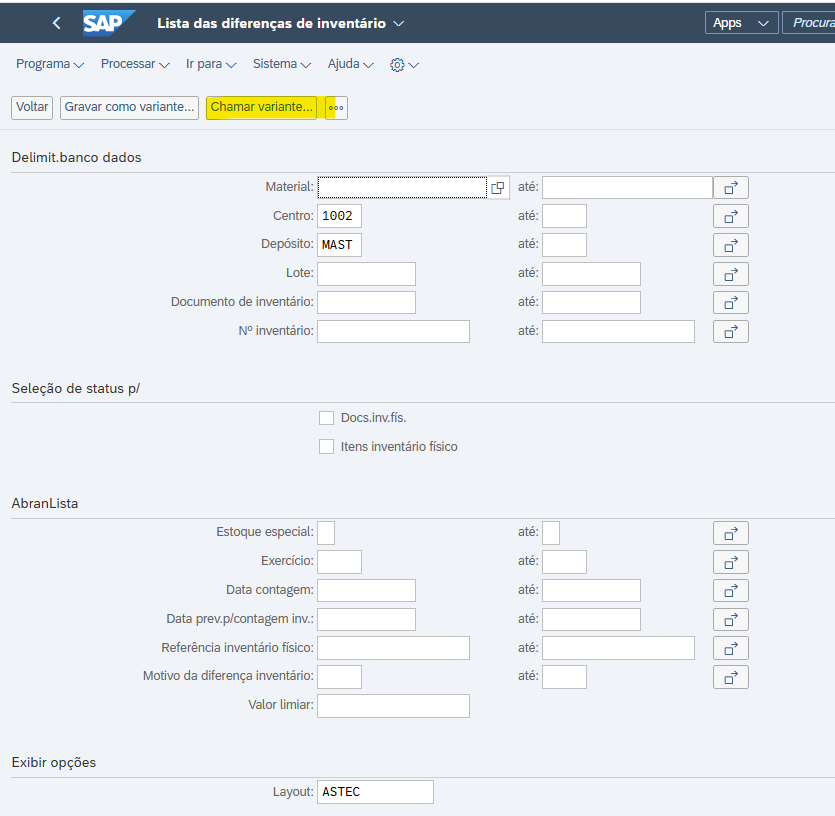 SAP Lista das diferenças de inventário Apps Procura
Programa Processar Ir para Sistema Ajuda
Voltar Gravar como variante... Chamar variante...
Delimit.banco dados
Material: até:
Centro: 1002 até:
Depósito: MAST até:
Lote: até:
Documento de inventário: até:
Nº inventário: até:
Seleção de status p/
Docs.inv.fís.
Itens inventário físico
AbranLista
Estoque especial: até:
Exercício: até:
Data contagem: até:
Data prev.p/contagem inv.: até:
Referência inventário físico: até:
Motivo da diferença inventário: até:
Valor limiar:
Exibir opções
Layout: ASTEC